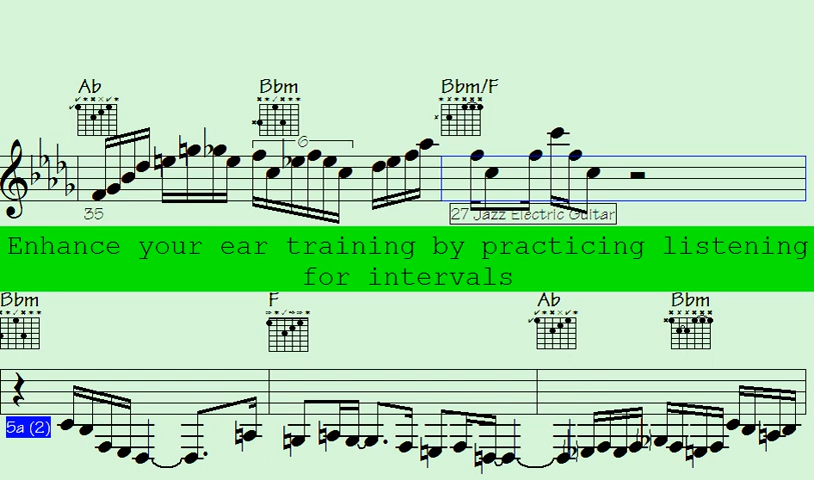 Ab Bbm Bbm/F
6
35 27 Jazz Electric Guitar
Enhance your ear training by practicing listening
for intervals
Bbm F Ab Bbm
5a (2)